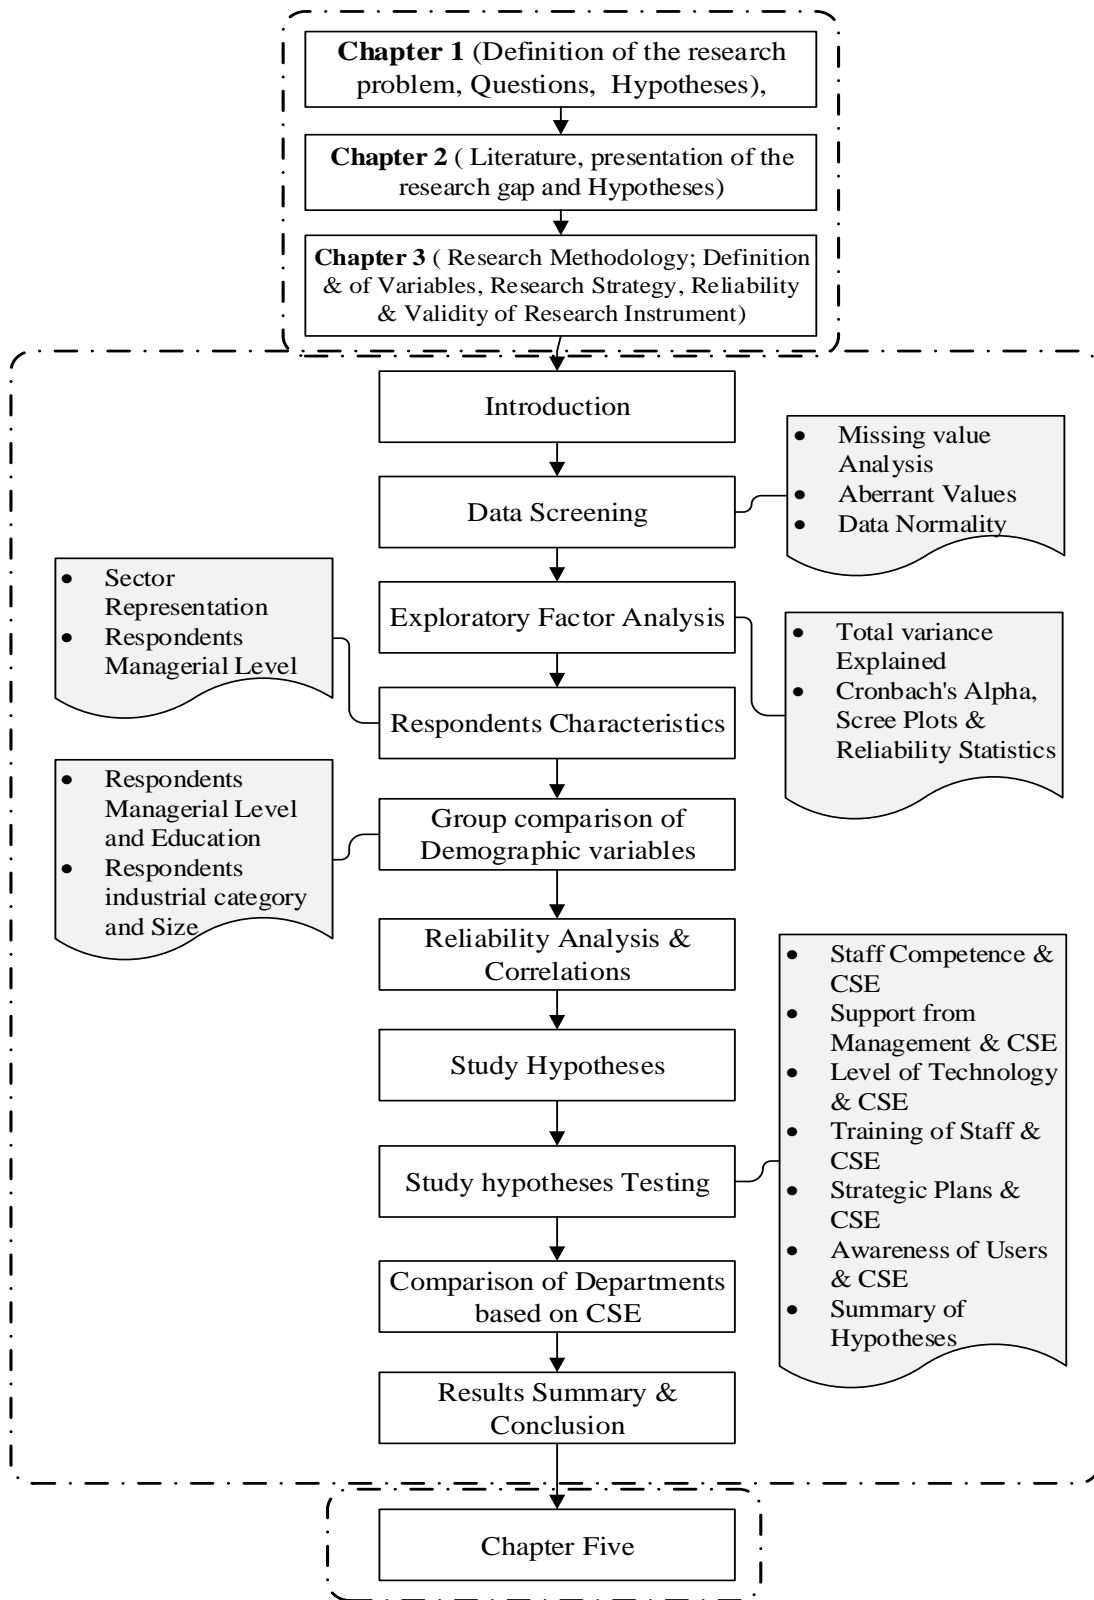 Chapter 1 (Definition of the research
problem, Questions, Hypotheses),
Chapter 2 ( Literature, presentation of the
research gap and Hypotheses)
Chapter 3 ( Research Methodology; Definition
& of Variables, Research Strategy, Reliability
& Validity of Research Instrument)
Introduction
• Missing value
Analysis
• Aberrant Values
• Data Normality
Data Screening
• Sector
Representation
• Respondents
Managerial Level
Exploratory Factor Analysis
• Total variance
Explained
• Cronbach's Alpha,
Scree Plots &
Reliability Statistics
Respondents Characteristics
• Respondents
Managerial Level
and Education
• Respondents
industrial category
and Size
Group comparison of
Demographic variables
Reliability Analysis &
Correlations
• Staff Competence &
CSE
• Support from
Management & CSE
• Level of Technology
& CSE
• Training of Staff &
CSE
• Strategic Plans &
CSE
• Awareness of Users
& CSE
• Summary of
Hypotheses
Study Hypotheses
Study hypotheses Testing
Comparison of Departments
based on CSE
Results Summary &
Conclusion
Chapter Five